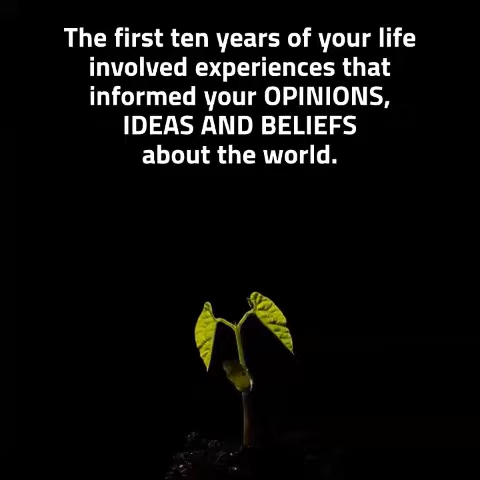 The first ten years of your life
involved experiences that
informed your OPINIONS,
IDEAS AND BELIEFS
about the world.